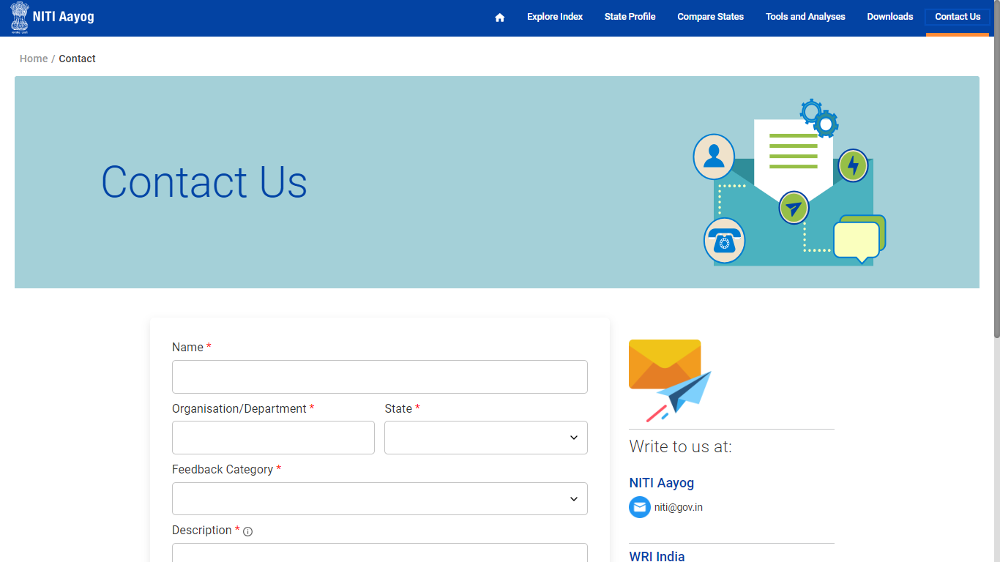 NITI Aayog
Explore Index
State Profile
Compare States
Tools and Analyses
Downloads
Contact Us
Home / Contact
Contact Us
Name *
Organisation/Department *
State *
Feedback Category *
Description *
Write to us at:
NITI Aayog
niti@gov.in
WRI India